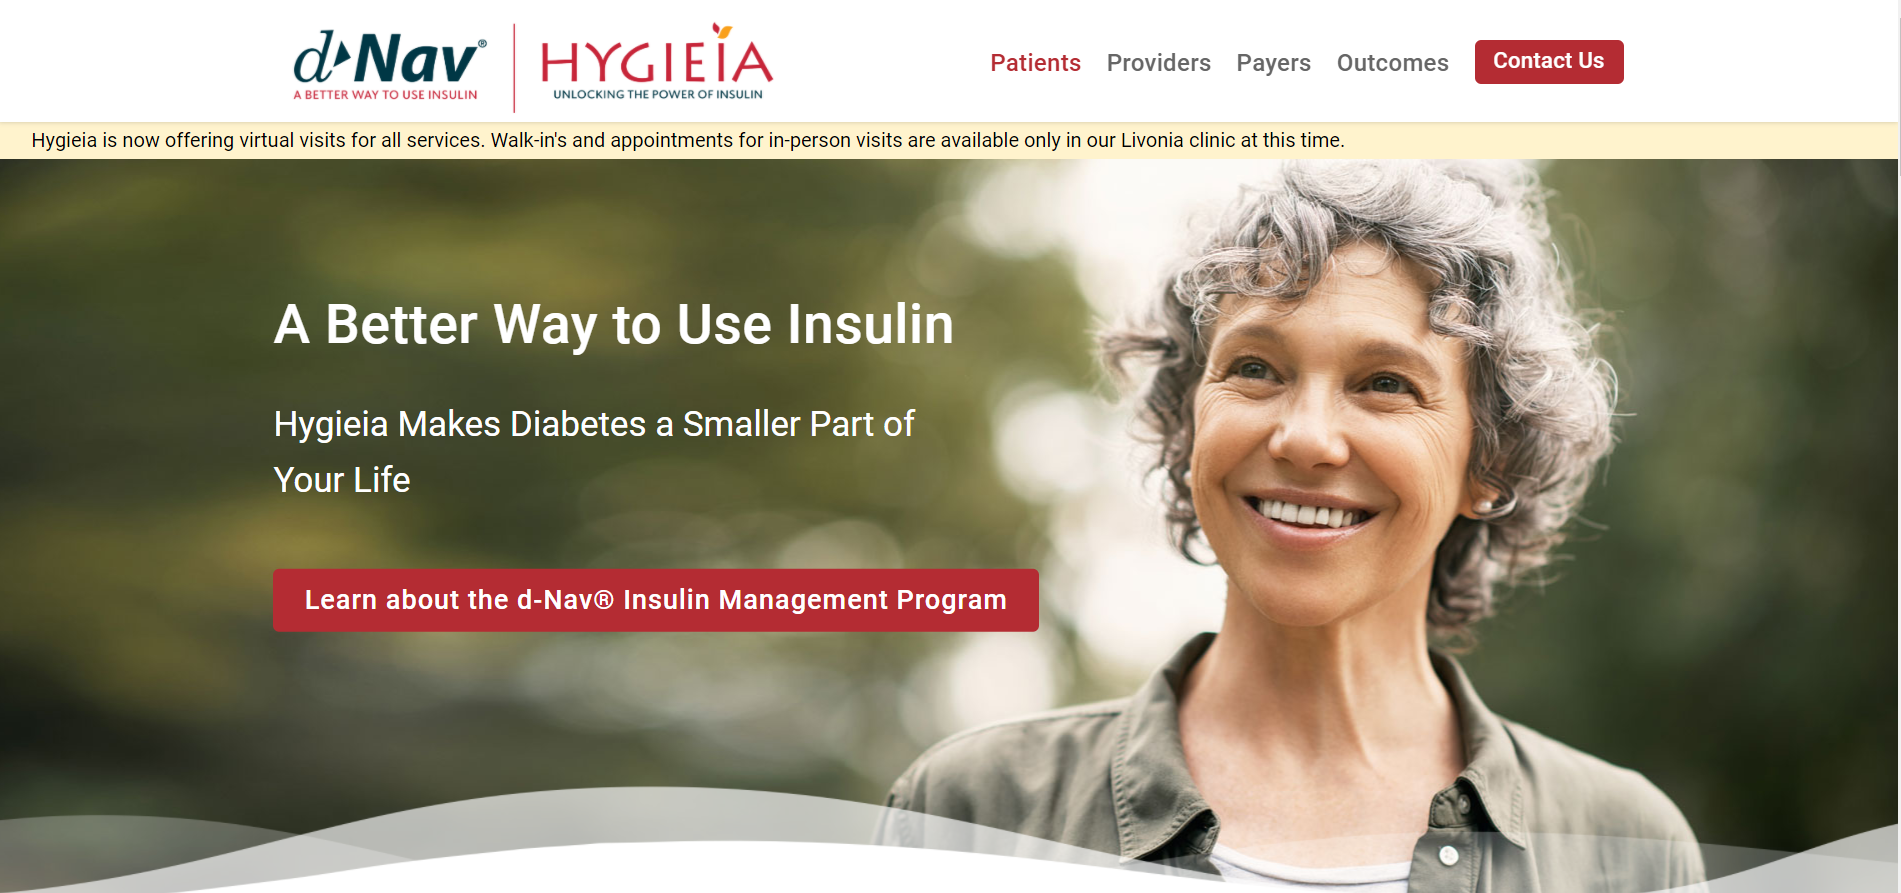 d Nav®
A BETTER WAY TO USE INSULIN
HYGIEIA
UNLOCKING THE POWER OF INSULIN
Patients
Providers
Payers
Outcomes
Contact Us
Hygieia is now offering virtual visits for all services. Walk-in's and appointments for in-person visits are available only in our Livonia clinic at this time.
A Better Way to Use Insulin
Hygieia Makes Diabetes a Smaller Part of
Your Life
Learn about the d-Nav® Insulin Management Program